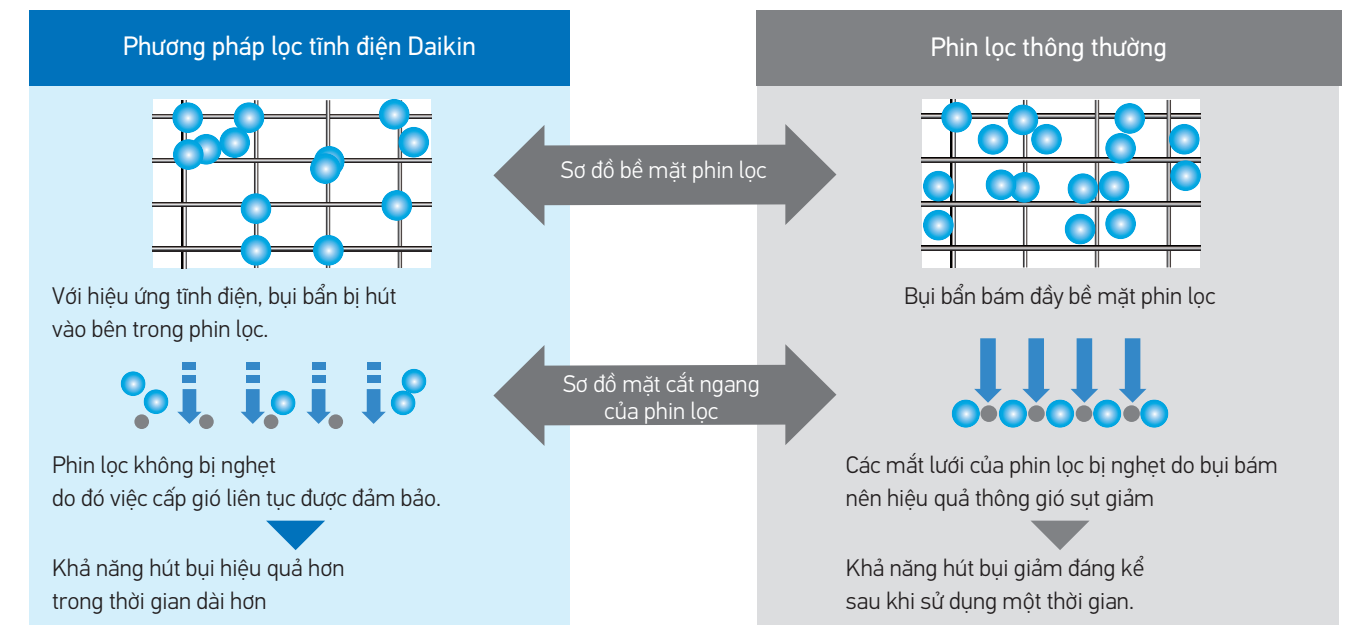 Phương pháp lọc tĩnh điện Daikin
Phin lọc thông thường
Sơ đồ bề mặt phin lọc
Với hiệu ứng tĩnh điện, bụi bẩn bị hút
vào bên trong phin lọc.
Bụi bẩn bám đầy bề mặt phin lọc
Sơ đồ mặt cắt ngang
của phin lọc
Phin lọc không bị nghẹt
do đó việc cấp gió liên tục được đảm bảo.
Các mắt lưới của phin lọc bị nghẹt do bụi bám
nên hiệu quả thông gió sụt giảm
Khả năng hút bụi hiệu quả hơn
trong thời gian dài hơn
Khả năng hút bụi giảm đáng kể
sau khi sử dụng một thời gian.